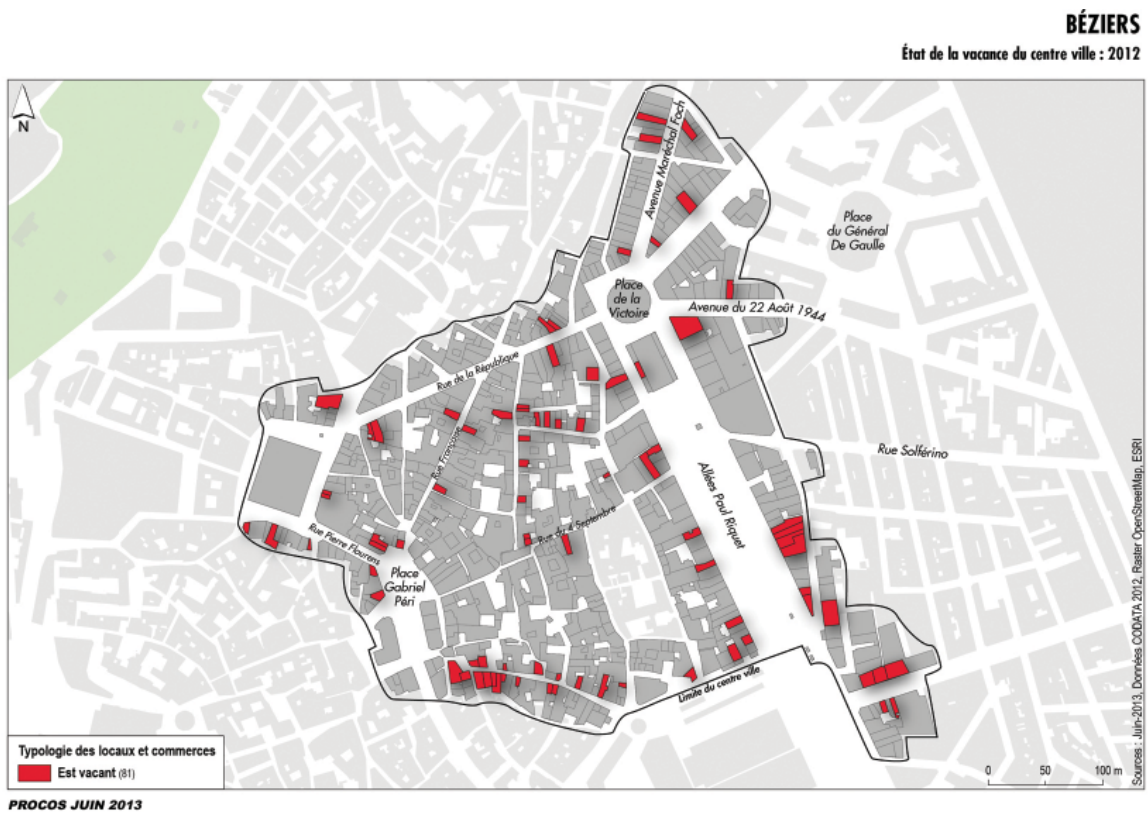 BÉZIERS
État de la vacance du centre ville : 2012
N
Avenue Maréchal Foch
Place
du Général
De Gaulle
Place
de la
Victoire
Avenue du 22 Août 1944
Rue de la République
Rue Française
Rue Solférino
Allées Paul Riquet
Rue du 4 Septembre
Rue Pierre Flourens
Place
Gabriel
Péri
Limite du centre ville
Typologie des locaux et commerces
Est vacant (81)
0 50 100 m
Sources : Juin-2013, Données CODATA 2012, Raster OpenStreetMap, ESRI
PROCOS JUIN 2013